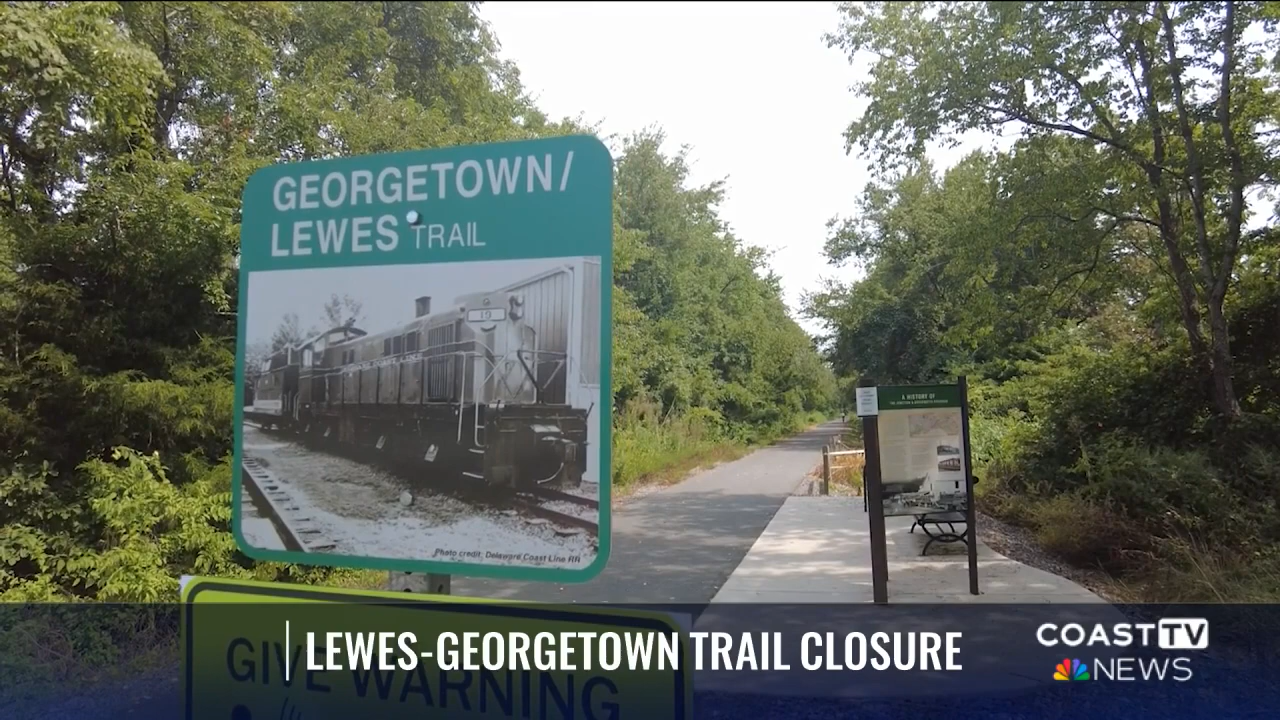 GEORGETOWN/
LEWES TRAIL
19
Photo credit: Delaware Coast Line RR
A HISTORY OF
GIVE WARNING
LEWES-GEORGETOWN TRAIL CLOSURE
COAST TV
NEWS